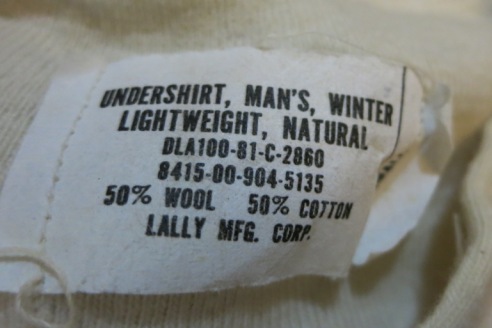 UNDERSHIRT, MAN'S, WINTER
LIGHTWEIGHT, NATURAL
DLA100-81-C-2860
8415-00-904-5135
50% WOOL 50% COTTON
LALLY MFG. CORP.